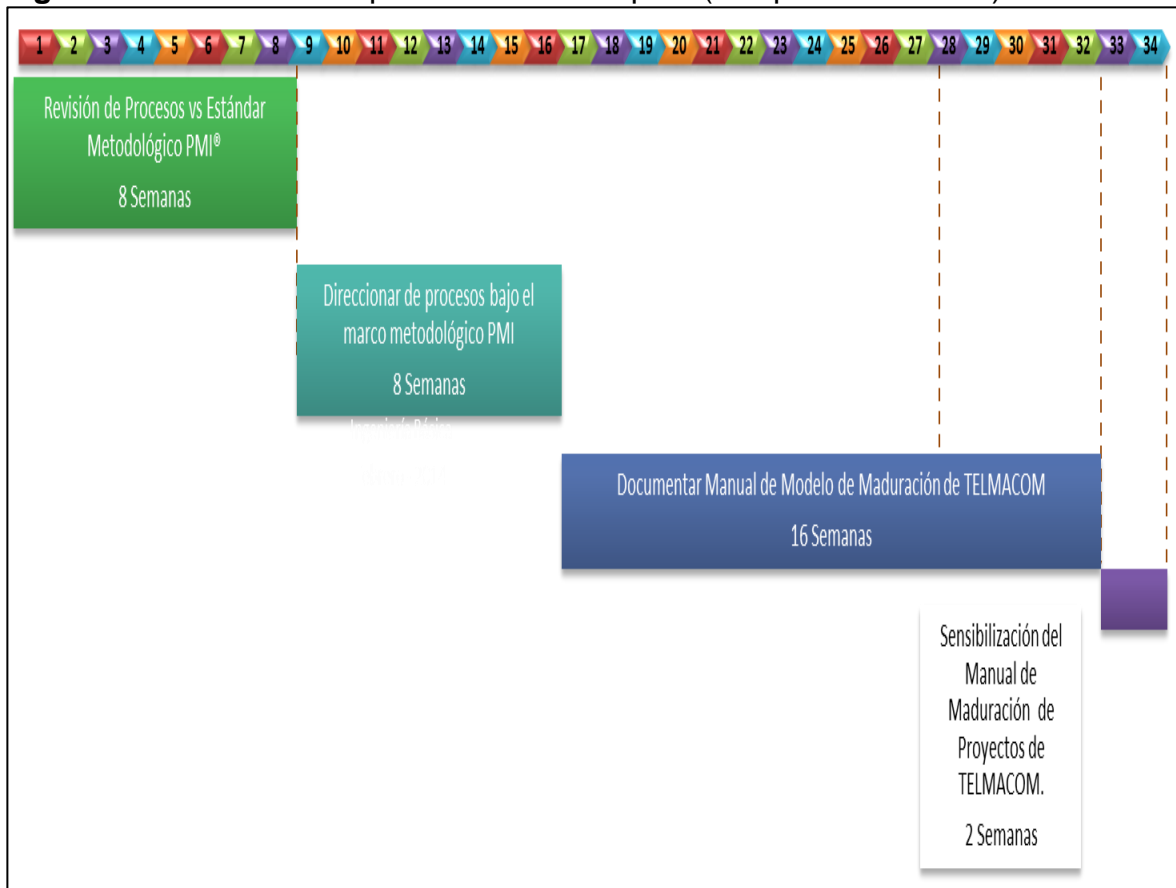 1 2 3 4 5 6 7 8 9 10 11 12 13 14 15 16 17 18 19 20 21 22 23 24 25 26 27 28 29 30 31 32 33 34
Revisión de Procesos vs Estándar
Metodológico PMI®
8 Semanas
Direccionar de procesos bajo el
marco metodológico PMI
8 Semanas
Documentar Manual de Modelo de Maduración de TELMACOM
16 Semanas
Sensibilización del
Manual de
Maduración de
Proyectos de
TELMACOM.
2 Semanas